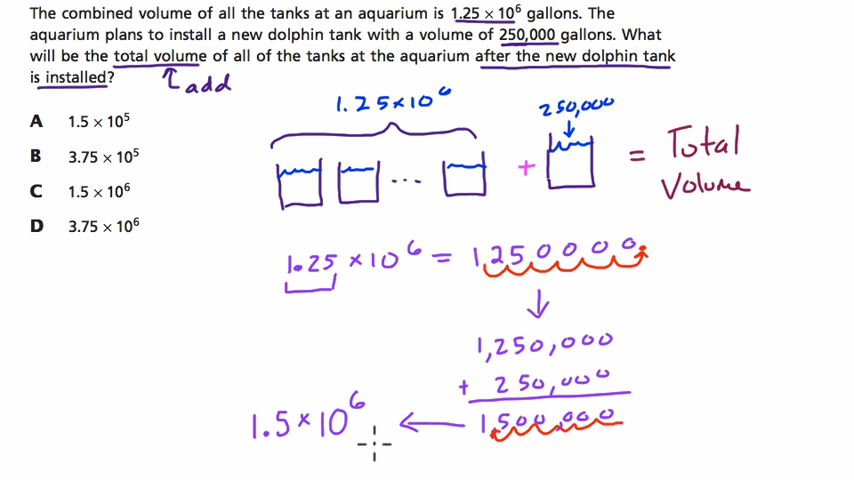 The combined volume of all the tanks at an aquarium is 1.25 × 10⁶ gallons. The
aquarium plans to install a new dolphin tank with a volume of 250,000 gallons. What
will be the total volume of all of the tanks at the aquarium after the new dolphin tank
is installed?
add
A 1.5 × 10⁵
B 3.75 × 10⁵
C 1.5 × 10⁶
D 3.75 × 10⁶
1.25×10⁶
250,000
... + = Total
Volume
1.25 ×10⁶ = 1,250000.
1,250,000
+ 250,000
1,500,000
1.5×10⁶